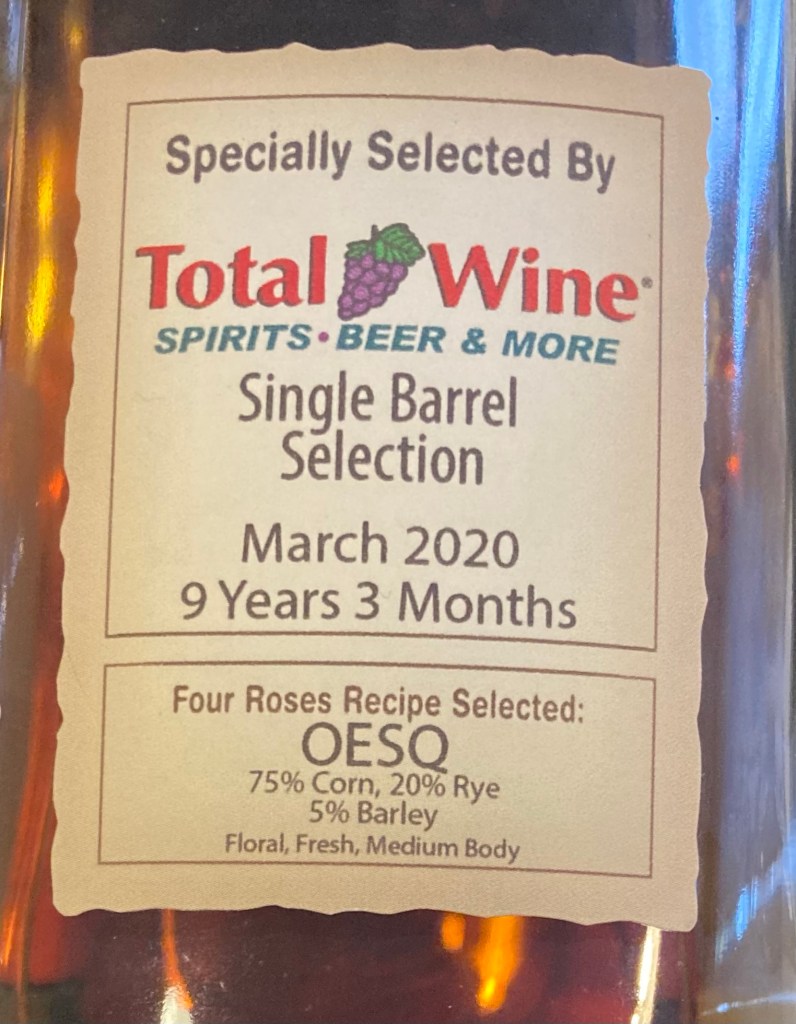 Specially Selected By
Total Wine®
SPIRITS • BEER & MORE
Single Barrel
Selection
March 2020
9 Years 3 Months
Four Roses Recipe Selected:
OESQ
75% Corn, 20% Rye
5% Barley
Floral, Fresh, Medium Body